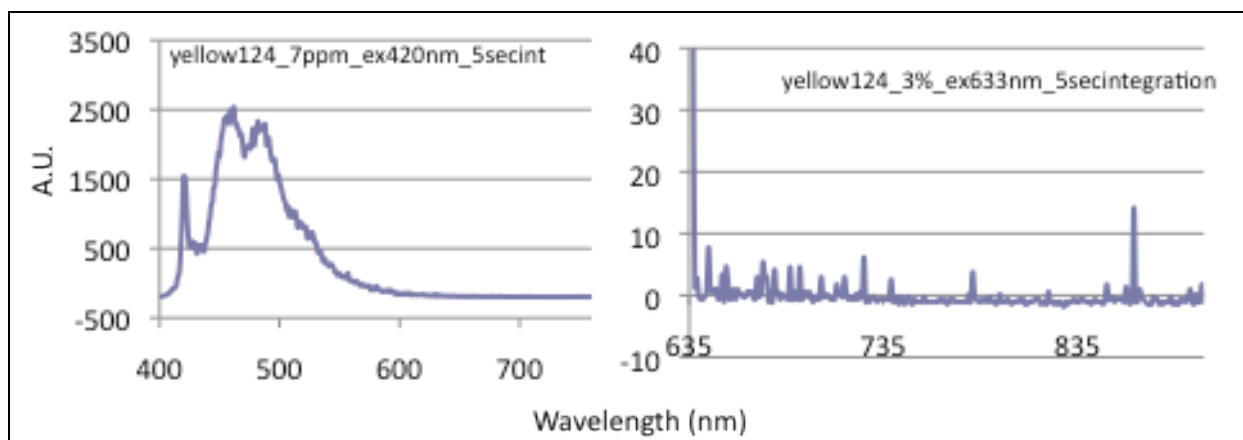 yellow124_7ppm_ex420nm_5secint
3500
2500
1500
500
-500
400 500 600 700
A.U.
yellow124_3%_ex633nm_5secintegration
40
30
20
10
0
-10
635 735 835
Wavelength (nm)